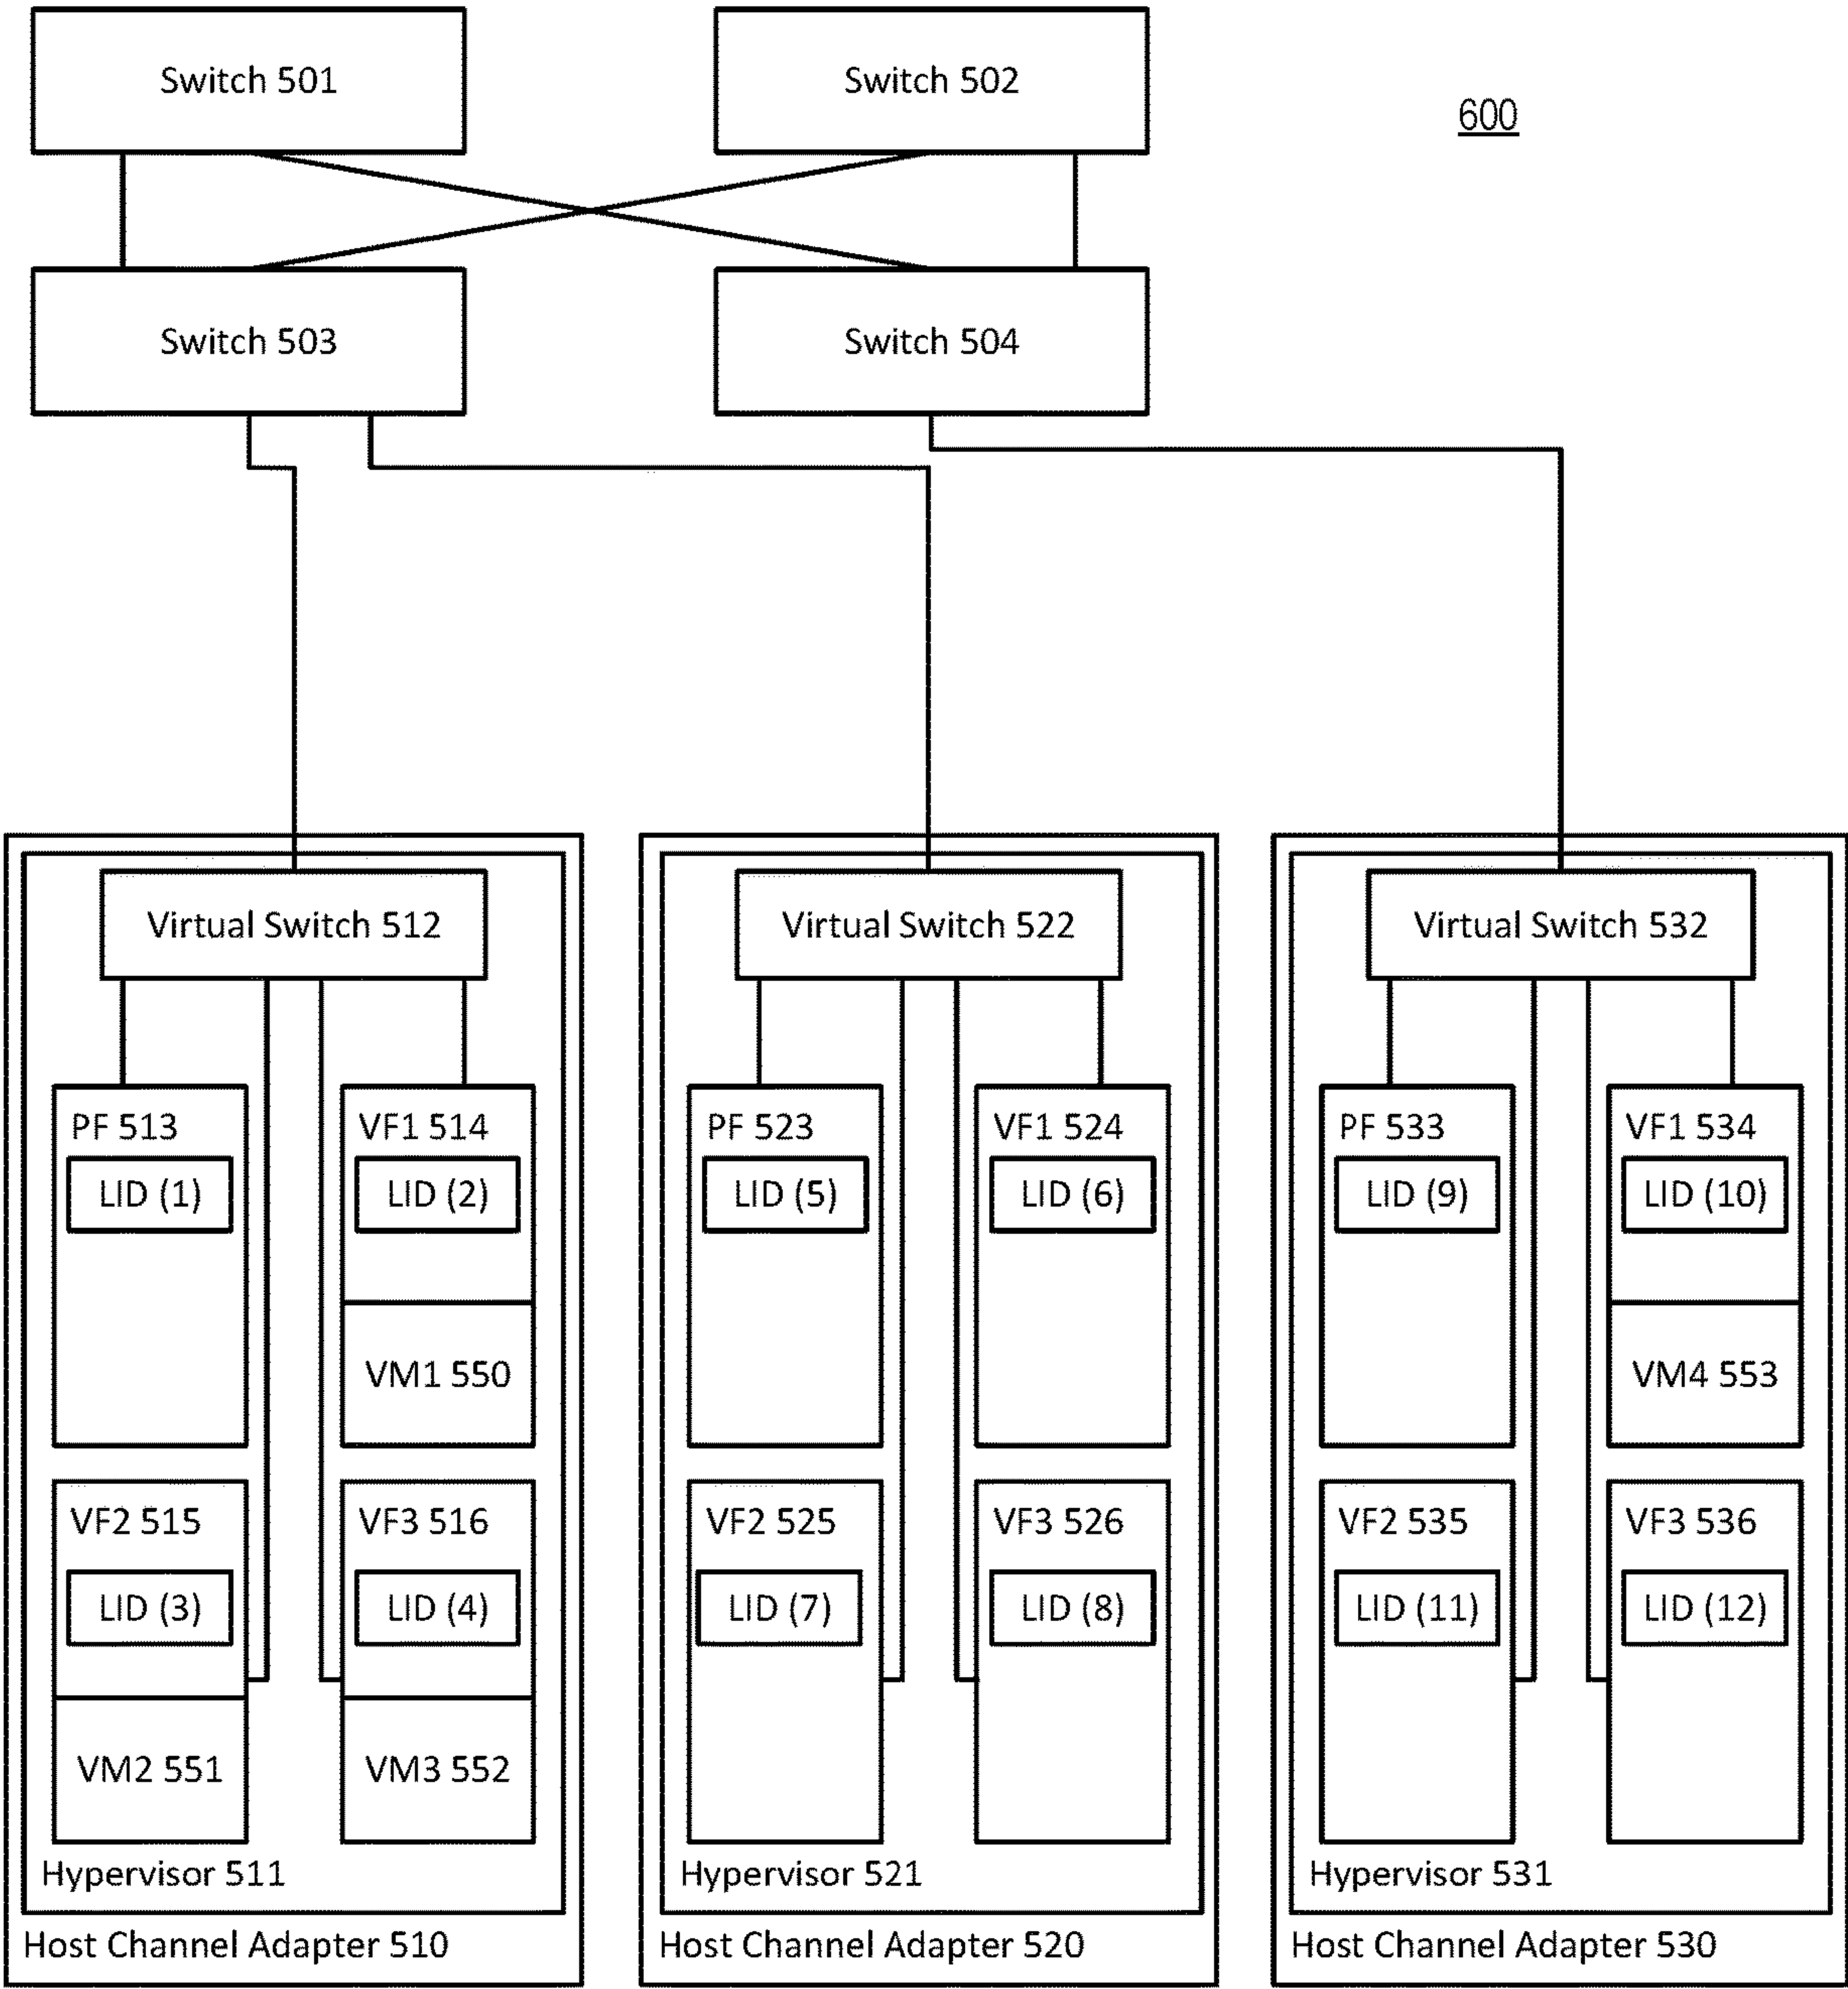 Switch 501
Switch 502
600
Switch 503
Switch 504
Virtual Switch 512
PF 513
LID (1)
VF1 514
LID (2)
VM1 550
VF2 515
LID (3)
VM2 551
VF3 516
LID (4)
VM3 552
Hypervisor 511
Host Channel Adapter 510
Virtual Switch 522
PF 523
LID (5)
VF1 524
LID (6)
VF2 525
LID (7)
VF3 526
LID (8)
Hypervisor 521
Host Channel Adapter 520
Virtual Switch 532
PF 533
LID (9)
VF1 534
LID (10)
VM4 553
VF2 535
LID (11)
VF3 536
LID (12)
Hypervisor 531
Host Channel Adapter 530